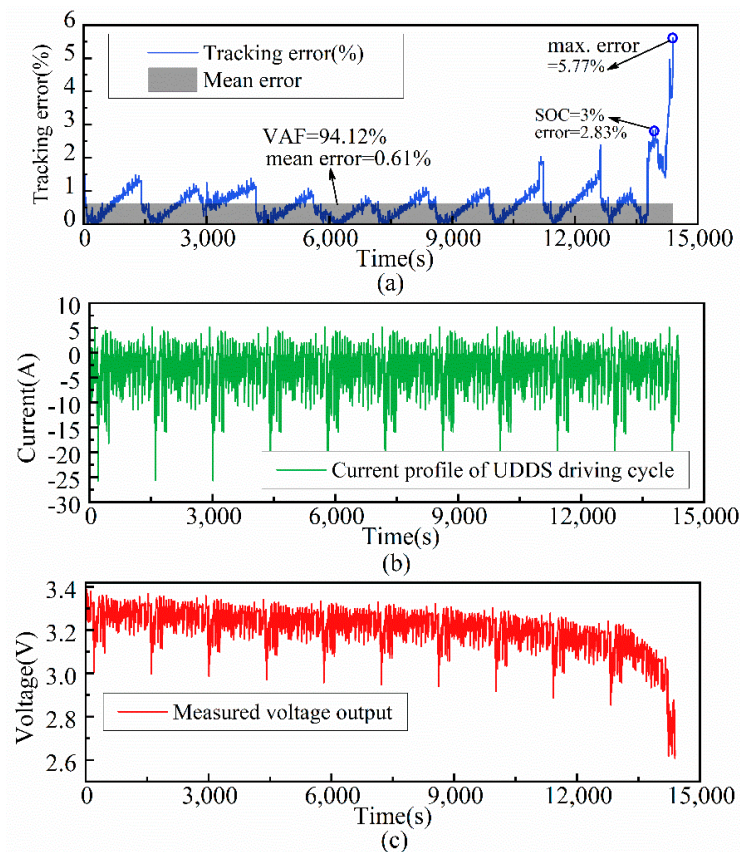 6
5
4
3
2
1
0
Tracking error(%)
Tracking error(%)
Mean error
max. error
=5.77%
SOC=3%
error=2.83%
VAF=94.12%
mean error=0.61%
0 3,000 6,000 9,000 12,000 15,000
Time(s)
(a)
10
5
0
-5
-10
-15
-20
-25
-30
Current(A)
Current profile of UDDS driving cycle
0 3,000 6,000 9,000 12,000 15,000
Time(s)
(b)
3.4
3.2
3.0
2.8
2.6
Voltage(V)
Measured voltage output
0 3,000 6,000 9,000 12,000 15,000
Time(s)
(c)